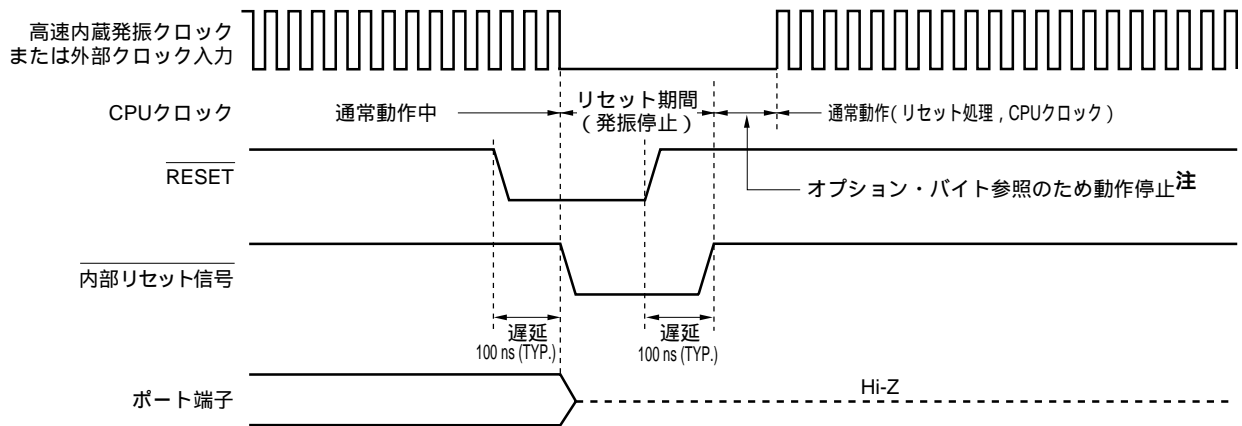 高速内蔵発振クロック
または外部クロック入力
CPUクロック
通常動作中
リセット期間
（発振停止）
通常動作（リセット処理，CPUクロック）
RESET
オプション・バイト参照のため動作停止注
内部リセット信号
遅延
100 ns (TYP.)
遅延
100 ns (TYP.)
ポート端子
Hi-Z